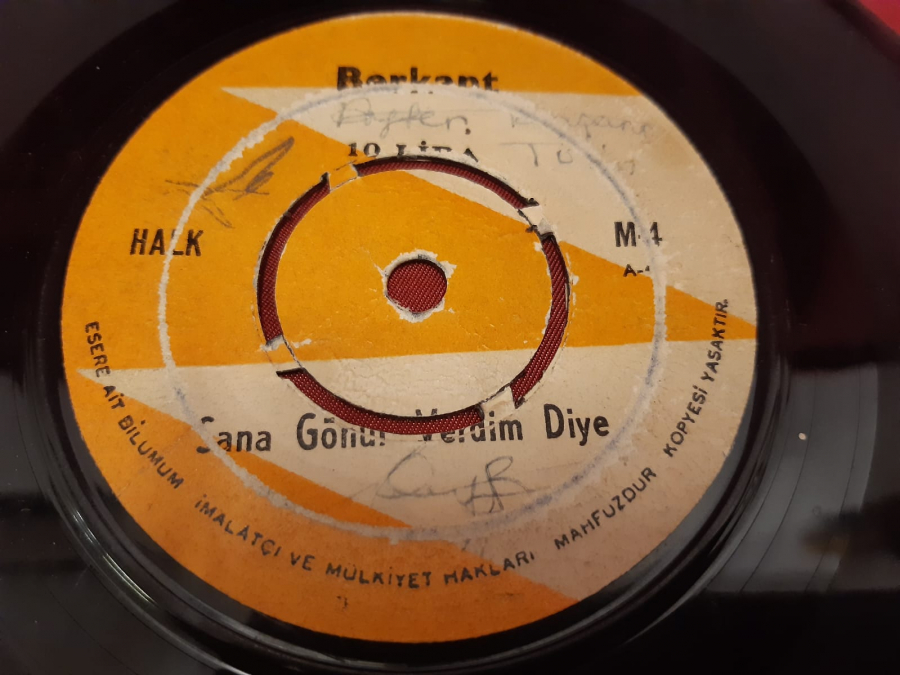 Berkant
10 LİRA
HALK
M-4
Sana Gönül Verdim Diye
ESERE AİT BİLUMUM İMALATÇI VE MÜLKİYET HAKLARI MAHFUZDUR KOPYESİ YASAKTIR.